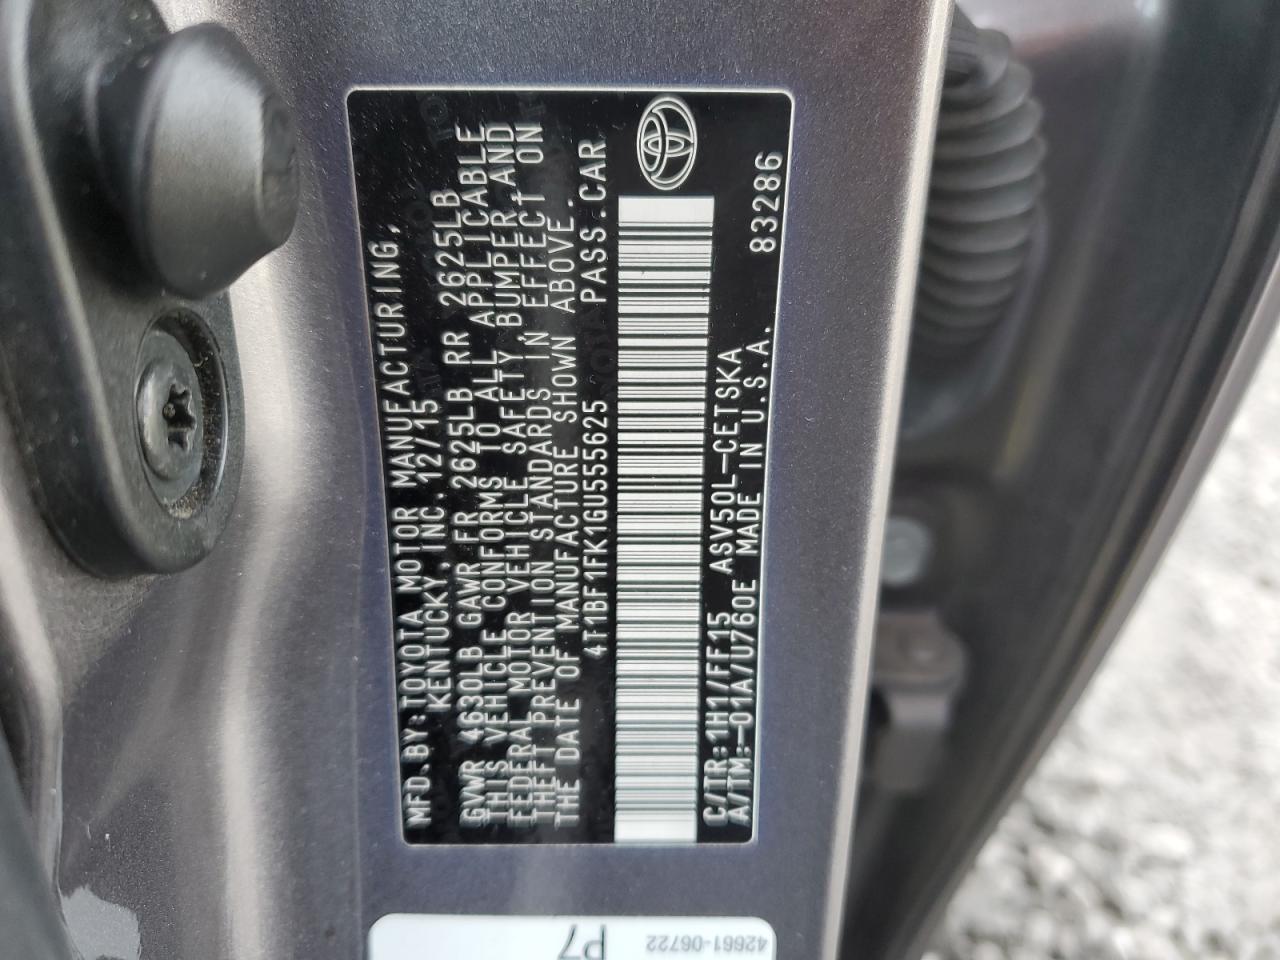 MFD.BY:TOYOTA MOTOR MANUFACTURING,
KENTUCKY,INC. 12/15
GVWR 4630LB GAWR FR 2625LB RR 2625LB
THIS VEHICLE CONFORMS TO ALL APPLICABLE
FEDERAL MOTOR VEHICLE SAFETY,BUMPER,AND
THEFT PREVENTION STANDARDS IN EFFECT ON
THE DATE OF MANUFACTURE SHOWN ABOVE.
4T1BF1FK1GU555625 PASS.CAR
C/TR:1H1/FF15 ASV50L-CETSKA 83286
A/TM:-01A/U760E MADE IN U.S.A.
P7
42661-06722